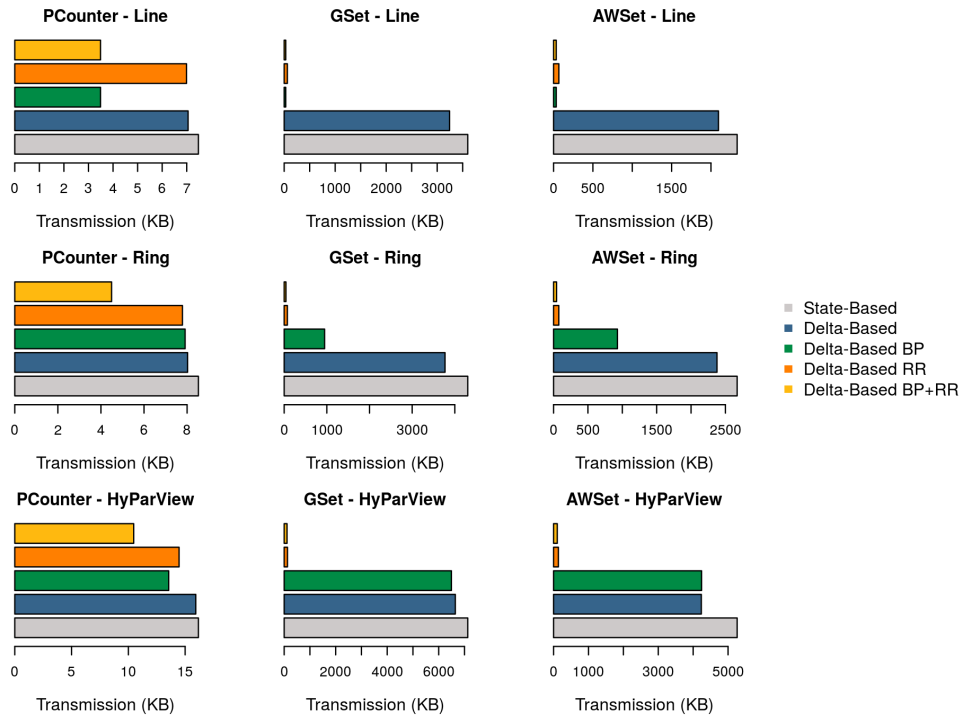 PCounter - Line
GSet - Line
AWSet - Line
0 1 2 3 4 5 6 7
0 1000 2000 3000
0 500 1500
Transmission (KB)
Transmission (KB)
Transmission (KB)
PCounter - Ring
GSet - Ring
AWSet - Ring
State-Based
Delta-Based
Delta-Based BP
Delta-Based RR
Delta-Based BP+RR
0 2 4 6 8
0 1000 3000
0 500 1500 2500
Transmission (KB)
Transmission (KB)
Transmission (KB)
PCounter - HyParView
GSet - HyParView
AWSet - HyParView
0 5 10 15
0 2000 4000 6000
0 1000 3000 5000
Transmission (KB)
Transmission (KB)
Transmission (KB)